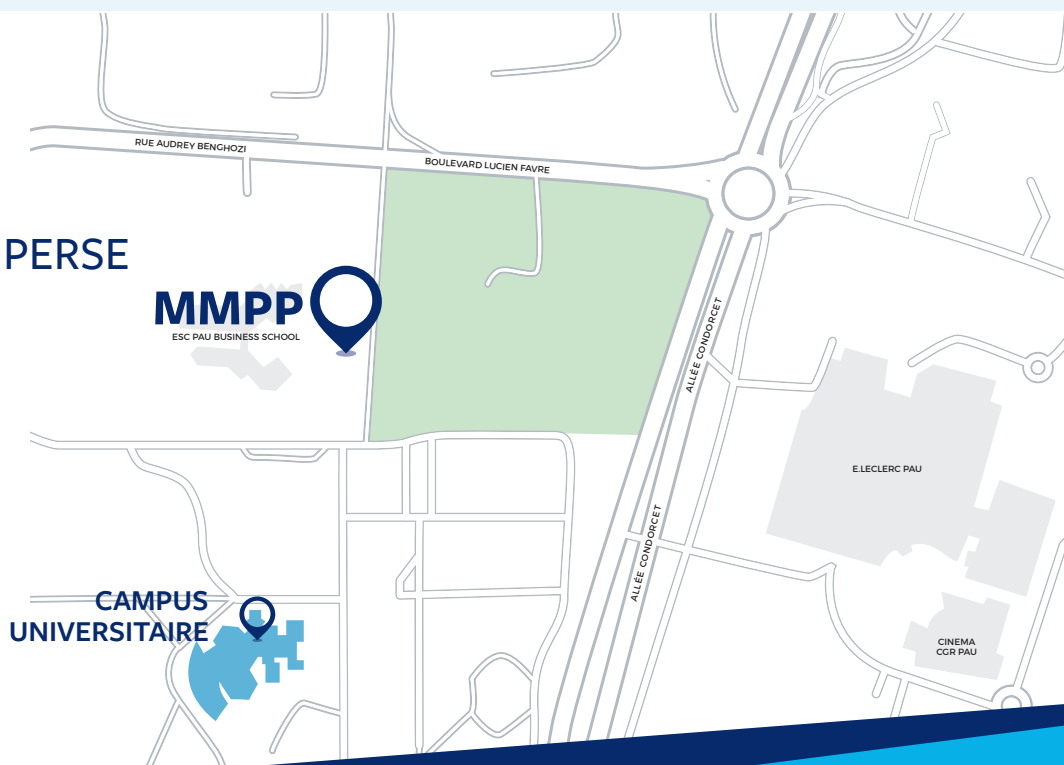 RUE AUDREY BENGHOZI
BOULEVARD LUCIEN FAVRE
PERSE
MMPP
ESC PAU BUSINESS SCHOOL
ALLÉE CONDORCET
E.LECLERC PAU
ALLÉE CONDORCET
CAMPUS
UNIVERSITAIRE
CINEMA
CGR PAU